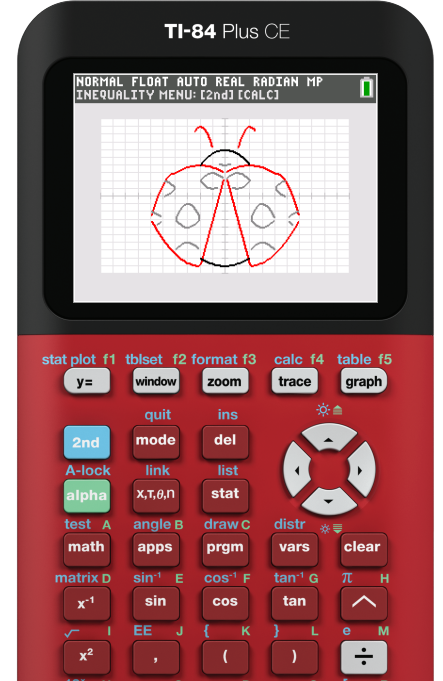 TI-84 Plus CE
NORMAL FLOAT AUTO REAL RADIAN MP
INEQUALITY MENU: [2nd] [CALC]
stat plot f1 tblset f2 format f3 calc f4 table f5
y= window zoom trace graph
quit ins
2nd mode del
A-lock link list
alpha X,T,θ,n stat
test A angle B draw C distr
math apps prgm vars clear
matrix D sin⁻¹ E cos⁻¹ F tan⁻¹ G π H
x⁻¹ sin cos tan ^
√ I EE J { K } L e M
x² , ( ) ÷